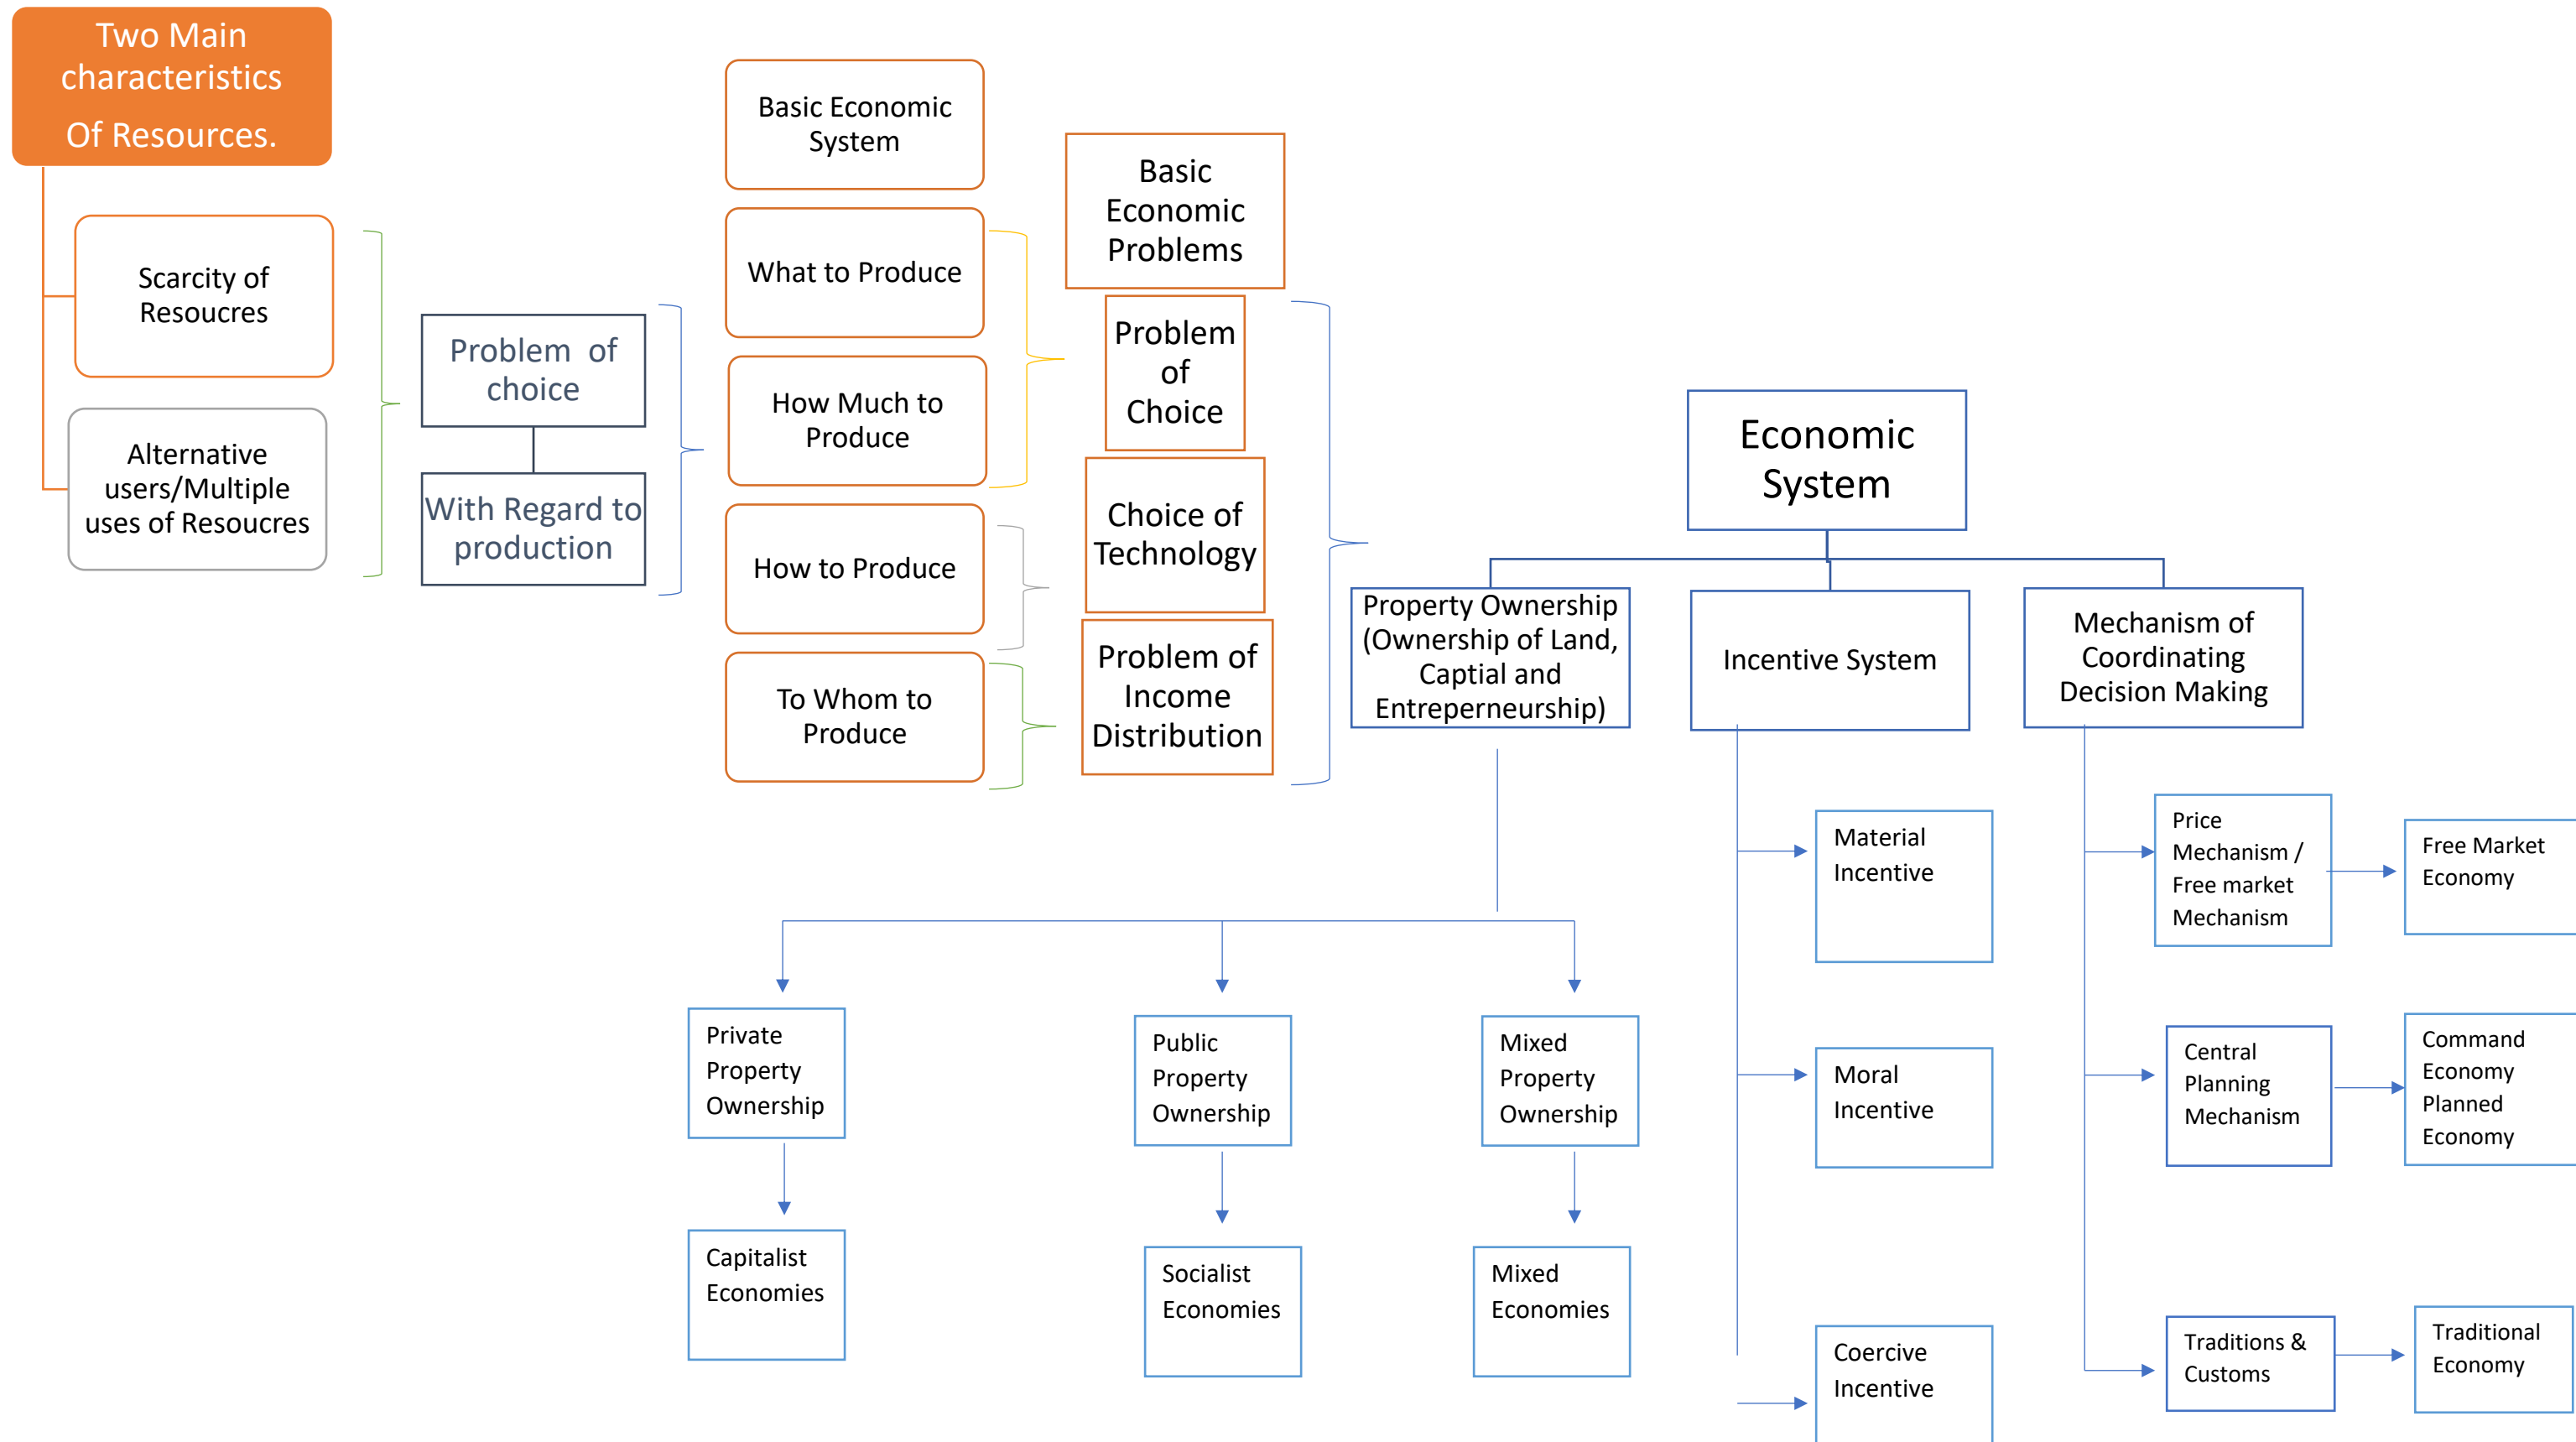 Two Main
characteristics
Of Resources.
Scarcity of
Resoucres
Alternative
users/Multiple
uses of Resoucres
Problem of
choice
With Regard to
production
Basic Economic
System
What to Produce
How Much to
Produce
How to Produce
To Whom to
Produce
Basic
Economic
Problems
Problem
of
Choice
Choice of
Technology
Problem of
Income
Distribution
Economic
System
Property Ownership
(Ownership of Land,
Captial and
Entreperneurship)
Incentive System
Mechanism of
Coordinating
Decision Making
Private
Property
Ownership
Public
Property
Ownership
Mixed
Property
Ownership
Capitalist
Economies
Socialist
Economies
Mixed
Economies
Material
Incentive
Moral
Incentive
Coercive
Incentive
Price
Mechanism /
Free market
Mechanism
Free Market
Economy
Central
Planning
Mechanism
Command
Economy
Planned
Economy
Traditions &
Customs
Traditional
Economy